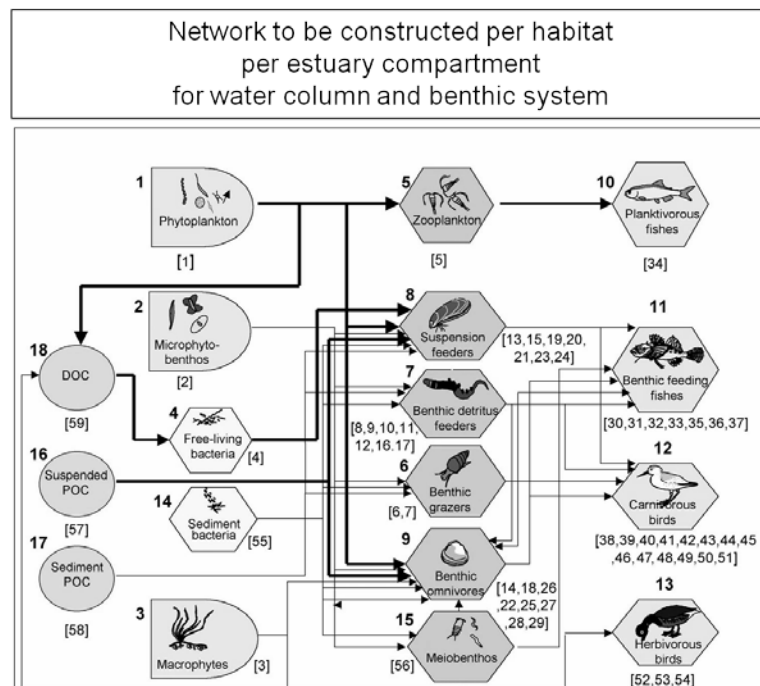 Network to be constructed per habitat
per estuary compartment
for water column and benthic system
1
Phytoplankton
[1]
5
Zooplankton
[5]
10
Planktivorous
fishes
[34]
2
Microphyto-
benthos
[2]
8
Suspension
feeders
[13,15,19,20,
21,23,24]
11
Benthic feeding
fishes
[30,31,32,33,35,36,37]
18
DOC
[59]
4
Free-living
bacteria
[4]
7
Benthic detritus
feeders
[8,9,10,11,
12,16.17]
16
Suspended
POC
[57]
14
Sediment
bacteria
[55]
6
Benthic
grazers
[6,7]
12
Carnivorous
birds
[38,39,40,41,42,43,44,45
,46,47,48,49,50,51]
17
Sediment
POC
[58]
9
Benthic
omnivores
[14,18,26
,22,25,27
,28,29]
3
Macrophytes
[3]
15
Meiobenthos
[56]
13
Herbivorous
birds
[52,53,54]